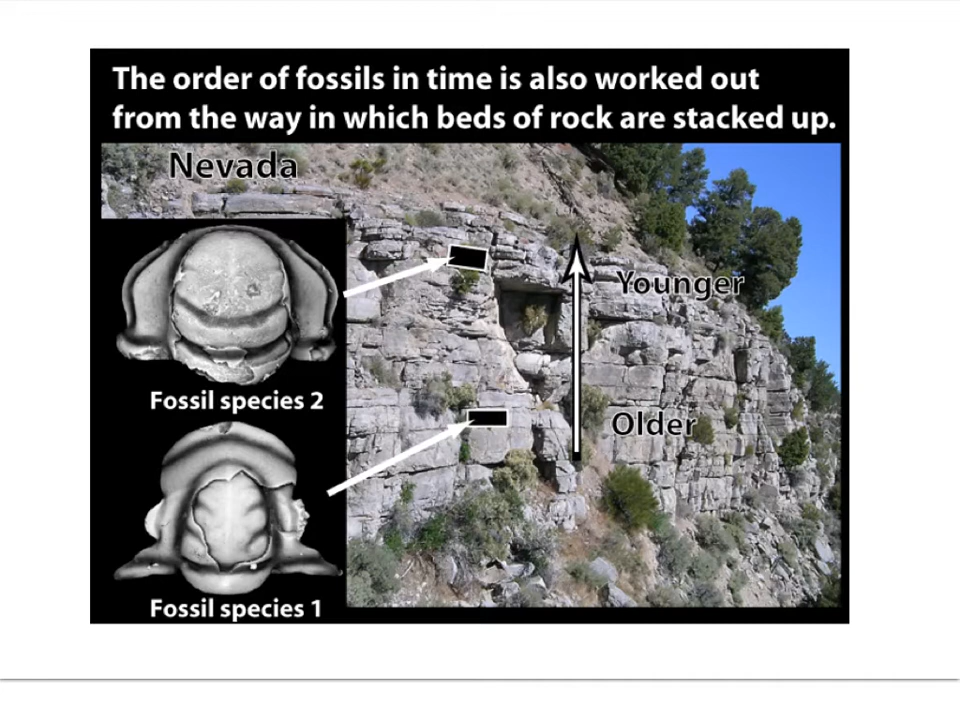 The order of fossils in time is also worked out
from the way in which beds of rock are stacked up.
Nevada
Younger
Fossil species 2
Older
Fossil species 1